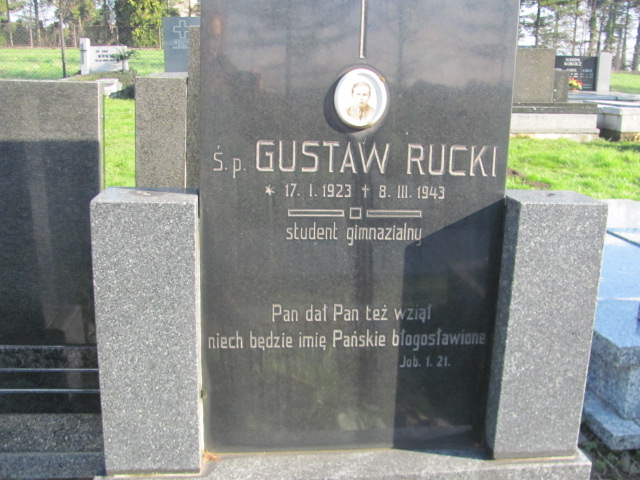 Ś.p. GUSTAW RUCKI
* 17. I. 1923 † 8. III. 1943
student gimnazialny
Pan dał Pan też wziął
niech będzie imię Pańskie błogosławione
Job. 1. 21.